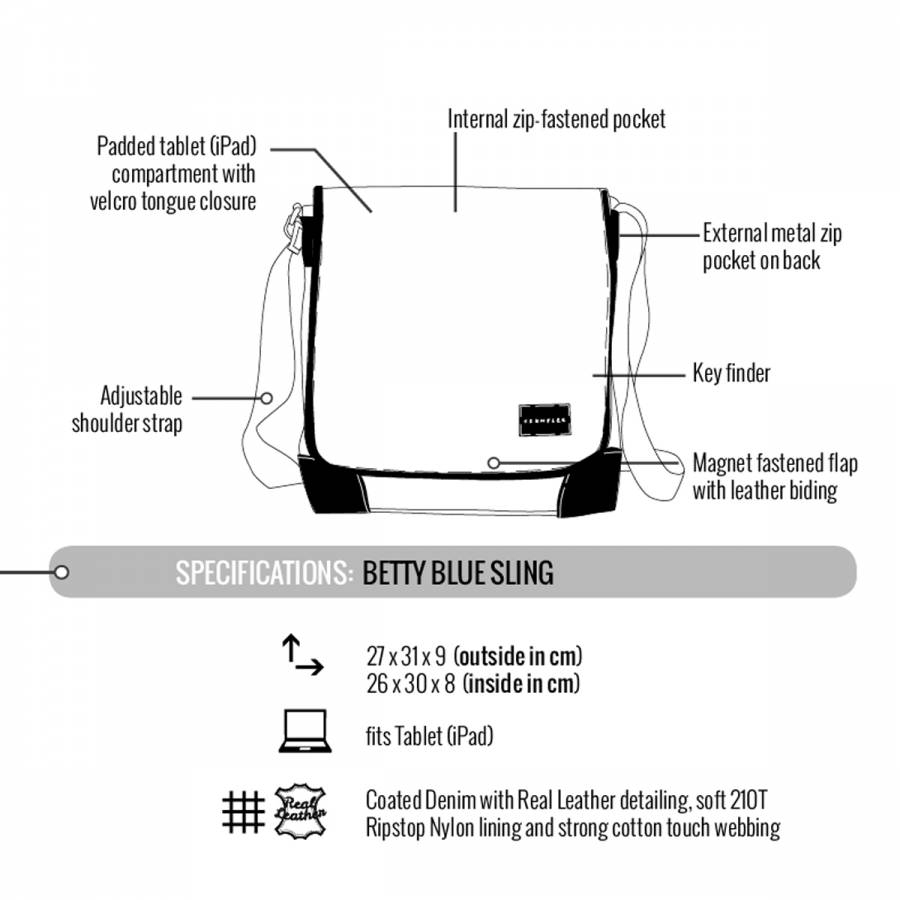 Internal zip-fastened pocket
Padded tablet (iPad)
compartment with
velcro tongue closure
External metal zip
pocket on back
Key finder
Adjustable
shoulder strap
Magnet fastened flap
with leather biding
SPECIFICATIONS: BETTY BLUE SLING
27 x 31 x 9 (outside in cm)
26 x 30 x 8 (inside in cm)
fits Tablet (iPad)
Real
Leather
Coated Denim with Real Leather detailing, soft 210T
Ripstop Nylon lining and strong cotton touch webbing